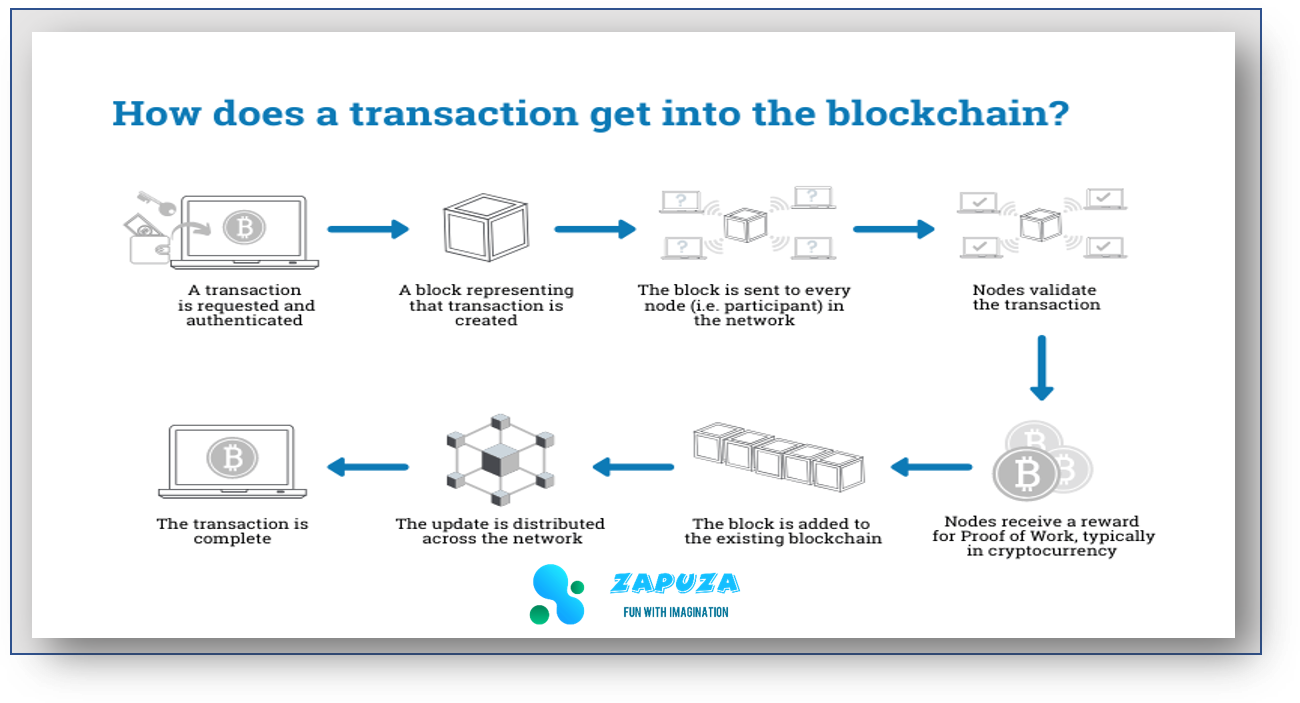 How does a transaction get into the blockchain?
A transaction
is requested and
authenticated
A block representing
that transaction is
created
The block is sent to every
node (i.e. participant) in
the network
Nodes validate
the transaction
Nodes receive a reward
for Proof of Work, typically
in cryptocurrency
The block is added to
the existing blockchain
The update is distributed
across the network
The transaction is
complete
ZAPUZA
FUN WITH IMAGINATION